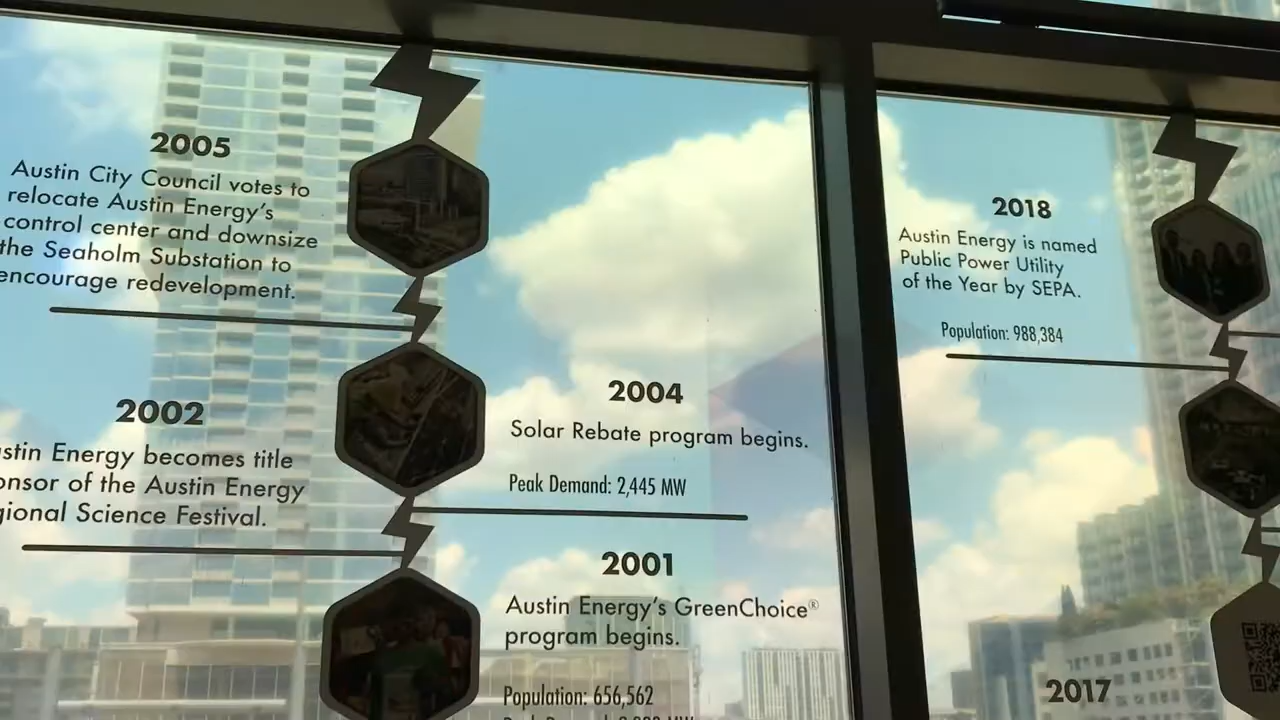 2005
Austin City Council votes to
relocate Austin Energy's
control center and downsize
the Seaholm Substation to
encourage redevelopment.
2002
Energy becomes title
of the Austin Energy
Science Festival.
2004
Solar Rebate program begins.
Peak Demand: 2,445 MW
2001
Austin Energy's GreenChoice®
program begins.
Population: 656,562
2018
Austin Energy is named
Public Power Utility
of the Year by SEPA.
Population: 988,384
2017